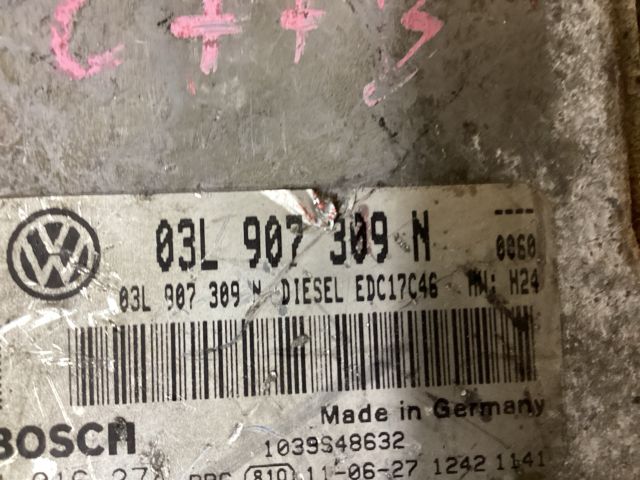 C++
03L 907 309 N
----
0060
03L 907 309 N DIESEL EDC17C46 HW: H24
Made in Germany
BOSCH
1039S48632
810 11-06-27 1242 1141